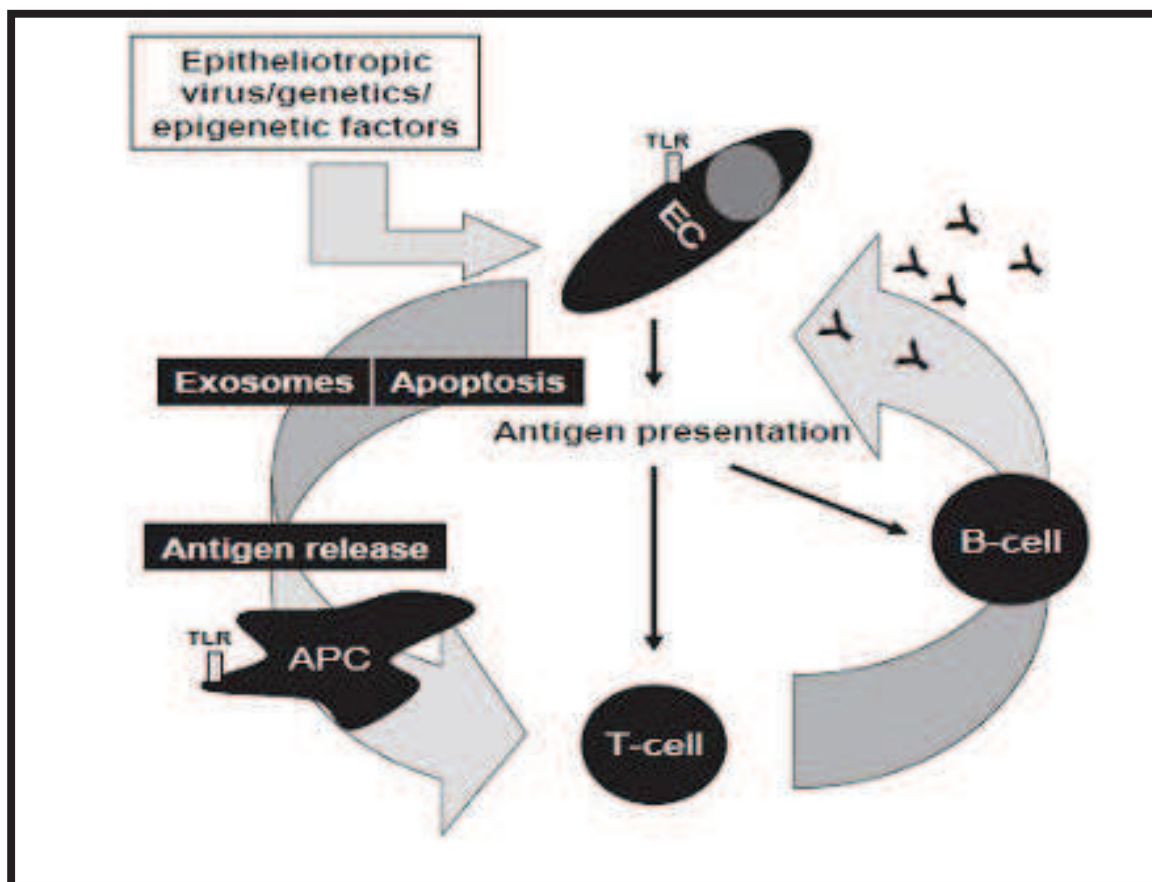 Epitheliotropic
virus/genetics/
epigenetic factors
TLR
EC
Exosomes
Apoptosis
Antigen presentation
Antigen release
B-cell
TLR
APC
T-cell